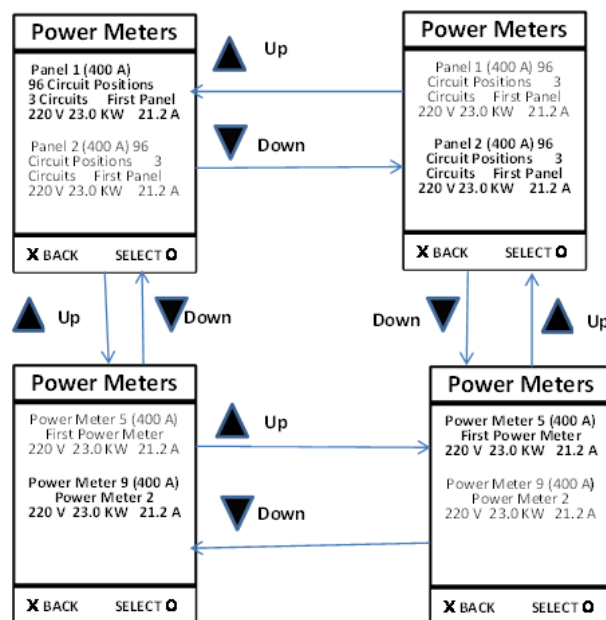 Power Meters
Panel 1 (400 A)
96 Circuit Positions
3 Circuits First Panel
220 V 23.0 KW 21.2 A
Panel 2 (400 A) 96
Circuit Positions 3
Circuits First Panel
220 V 23.0 KW 21.2 A
X BACK SELECT O
Up
Down
Power Meters
Panel 1 (400 A) 96
Circuit Positions 3
Circuits First Panel
220 V 23.0 KW 21.2 A
Panel 2 (400 A) 96
Circuit Positions 3
Circuits First Panel
220 V 23.0 KW 21.2 A
X BACK SELECT O
Up
Down
Down
Up
Power Meters
Power Meter 5 (400 A)
First Power Meter
220 V 23.0 KW 21.2 A
Power Meter 9 (400 A)
Power Meter 2
220 V 23.0 KW 21.2 A
X BACK SELECT O
Up
Down
Power Meters
Power Meter 5 (400 A)
First Power Meter
220 V 23.0 KW 21.2 A
Power Meter 9 (400 A)
Power Meter 2
220 V 23.0 KW 21.2 A
X BACK SELECT O